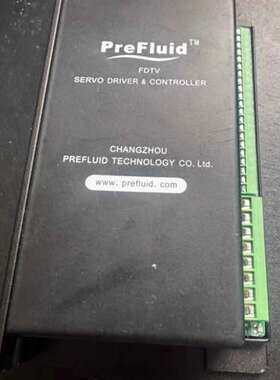 PreFluid™
FDTV
SERVO DRIVER & CONTROLLER
CHANGZHOU
PREFLUID TECHNOLOGY CO. Ltd.
www.prefluid.com